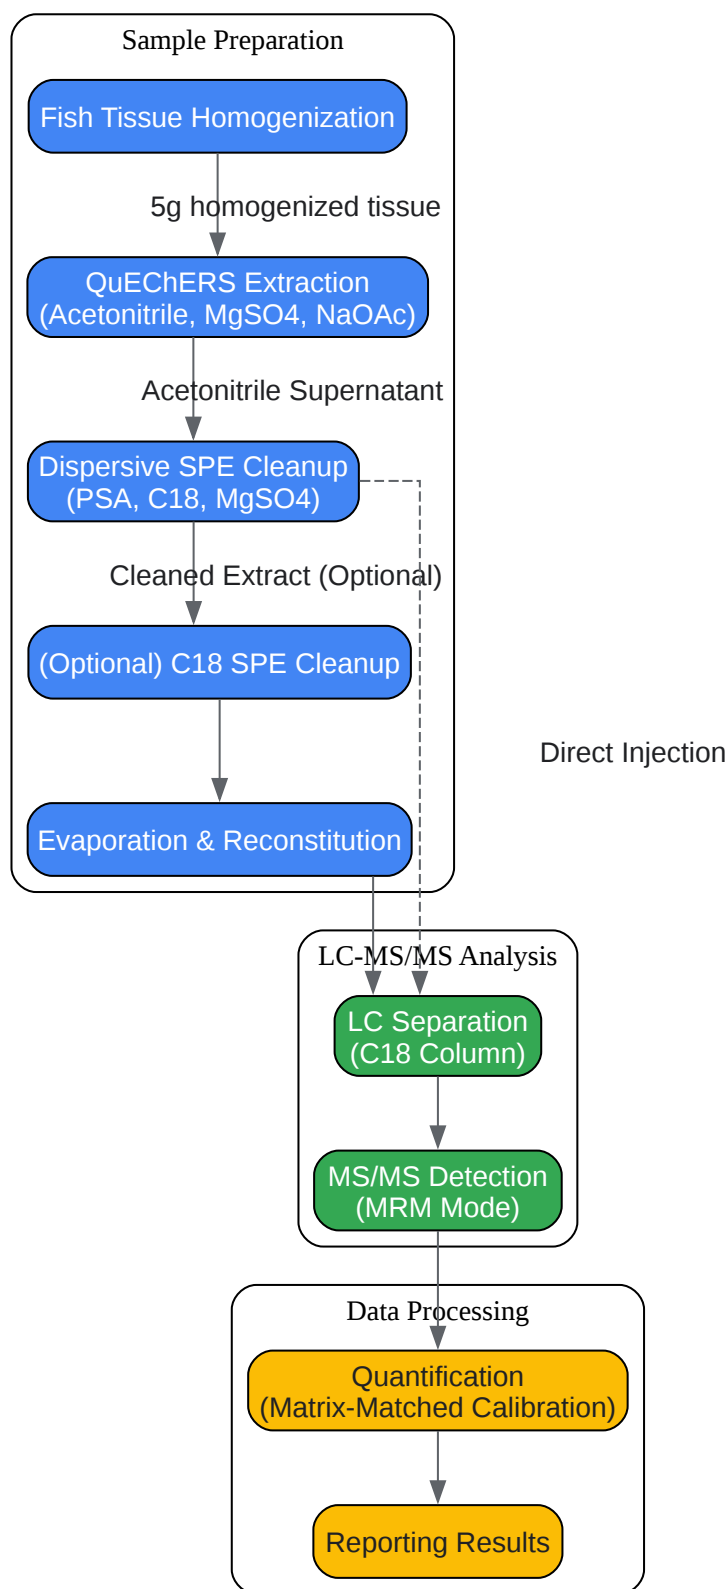 Sample Preparation
Fish Tissue Homogenization
5g homogenized tissue
QuEChERS Extraction
(Acetonitrile, MgSO4, NaOAc)
Acetonitrile Supernatant
Dispersive SPE Cleanup
(PSA, C18, MgSO4)
Cleaned Extract (Optional)
(Optional) C18 SPE Cleanup
Direct Injection
Evaporation & Reconstitution
LC-MS/MS Analysis
LC Separation
(C18 Column)
MS/MS Detection
(MRM Mode)
Data Processing
Quantification
(Matrix-Matched Calibration)
Reporting Results